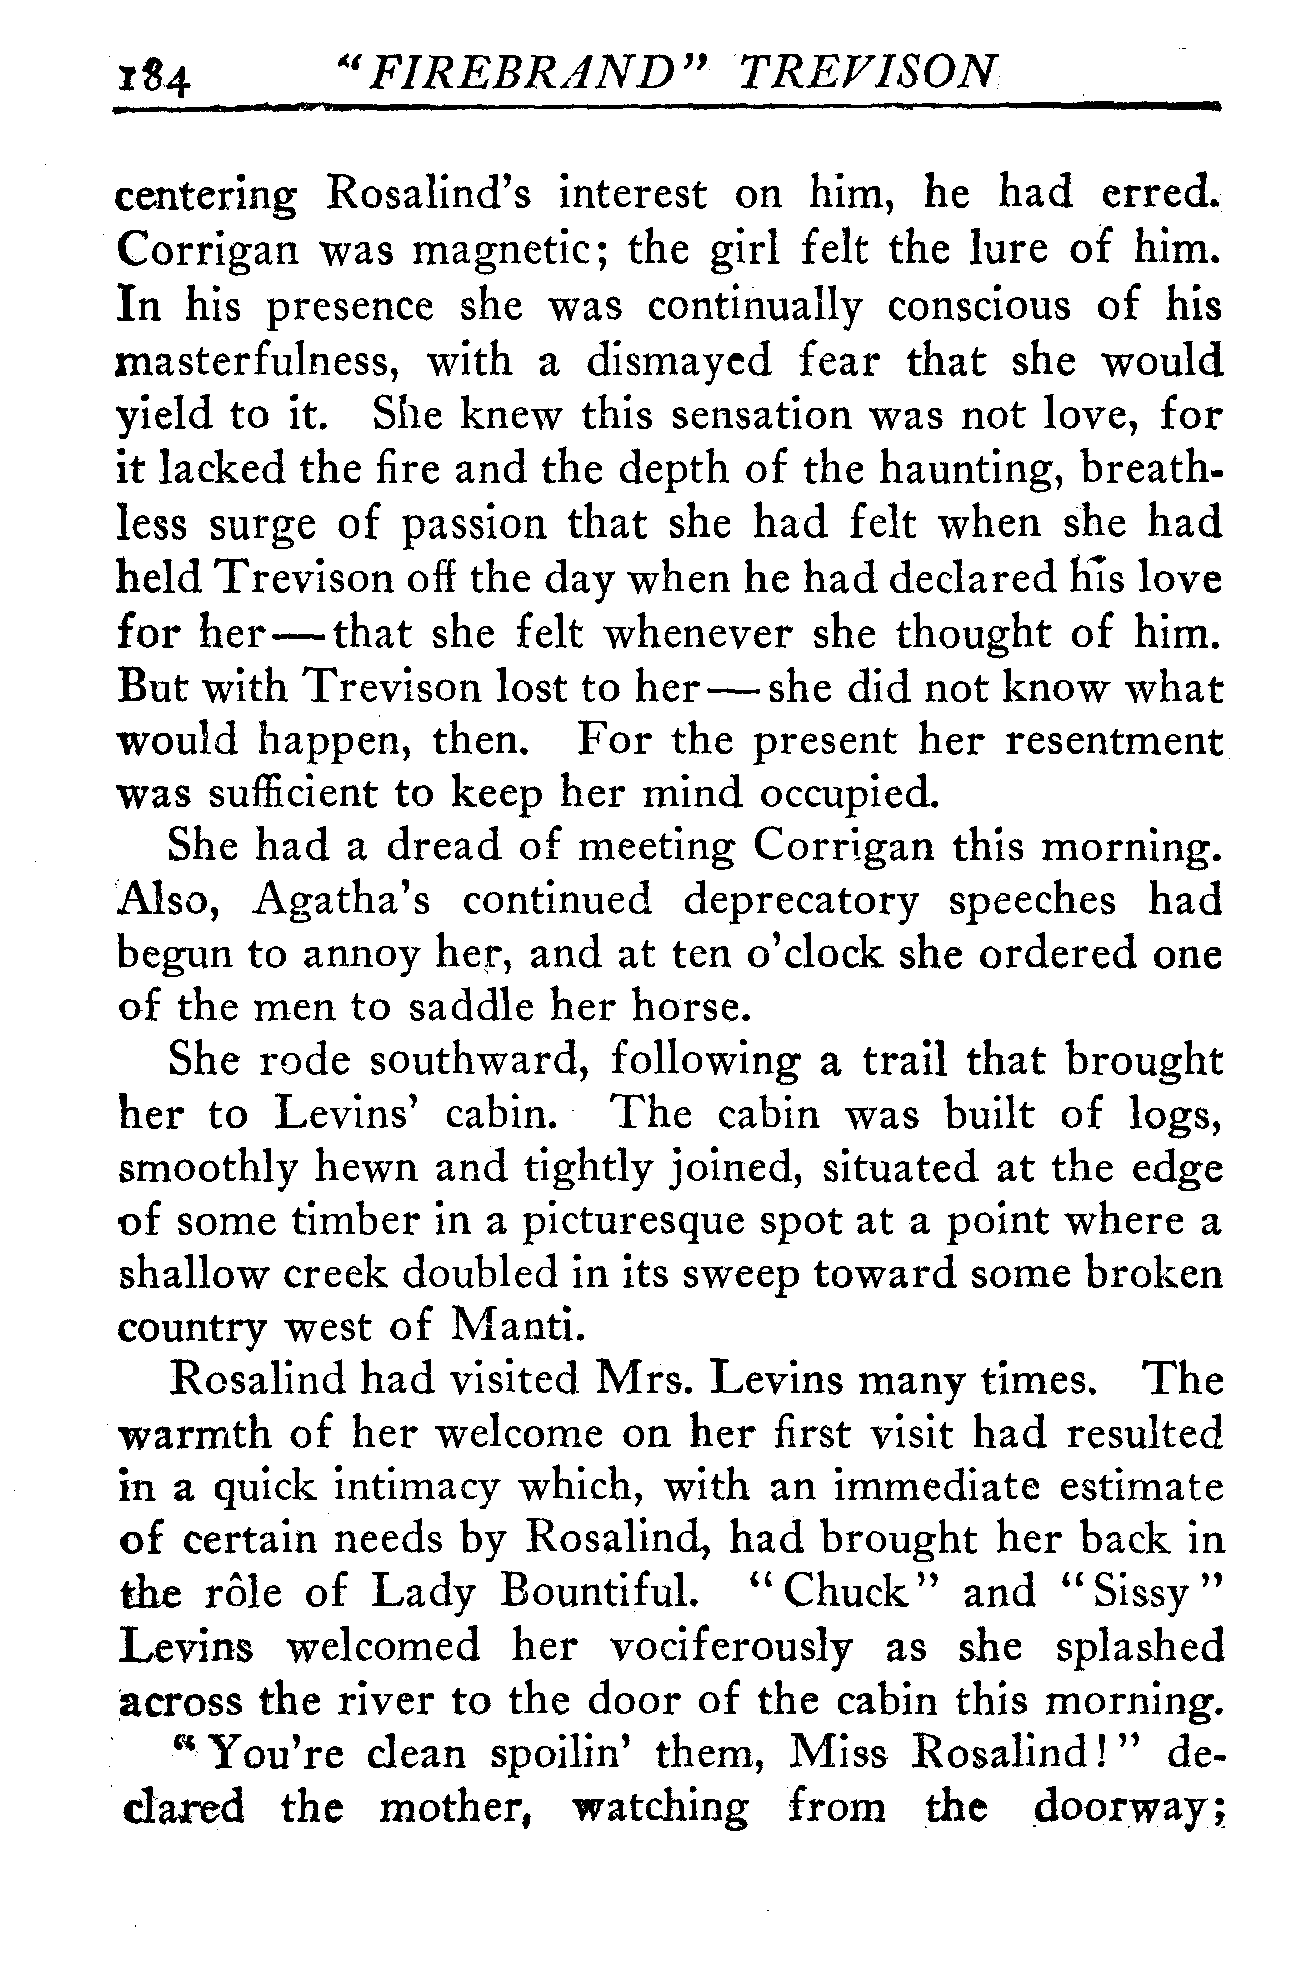 184 "FIREBRAND" TREVISON
centering Rosalind's interest on him, he had erred.
Corrigan was magnetic; the girl felt the lure of him.
In his presence she was continually conscious of his
masterfulness, with a dismayed fear that she would
yield to it. She knew this sensation was not love, for
it lacked the fire and the depth of the haunting, breath-
less surge of passion that she had felt when she had
held Trevison off the day when he had declared his love
for her—that she felt whenever she thought of him.
But with Trevison lost to her—she did not know what
would happen, then. For the present her resentment
was sufficient to keep her mind occupied.
She had a dread of meeting Corrigan this morning.
Also, Agatha's continued deprecatory speeches had
begun to annoy her, and at ten o'clock she ordered one
of the men to saddle her horse.
She rode southward, following a trail that brought
her to Levins' cabin. The cabin was built of logs,
smoothly hewn and tightly joined, situated at the edge
of some timber in a picturesque spot at a point where a
shallow creek doubled in its sweep toward some broken
country west of Manti.
Rosalind had visited Mrs. Levins many times. The
warmth of her welcome on her first visit had resulted
in a quick intimacy which, with an immediate estimate
of certain needs by Rosalind, had brought her back in
the rôle of Lady Bountiful. "Chuck" and "Sissy"
Levins welcomed her vociferously as she splashed
across the river to the door of the cabin this morning.
"You're clean spoilin' them, Miss Rosalind!" de-
clared the mother, watching from the doorway;